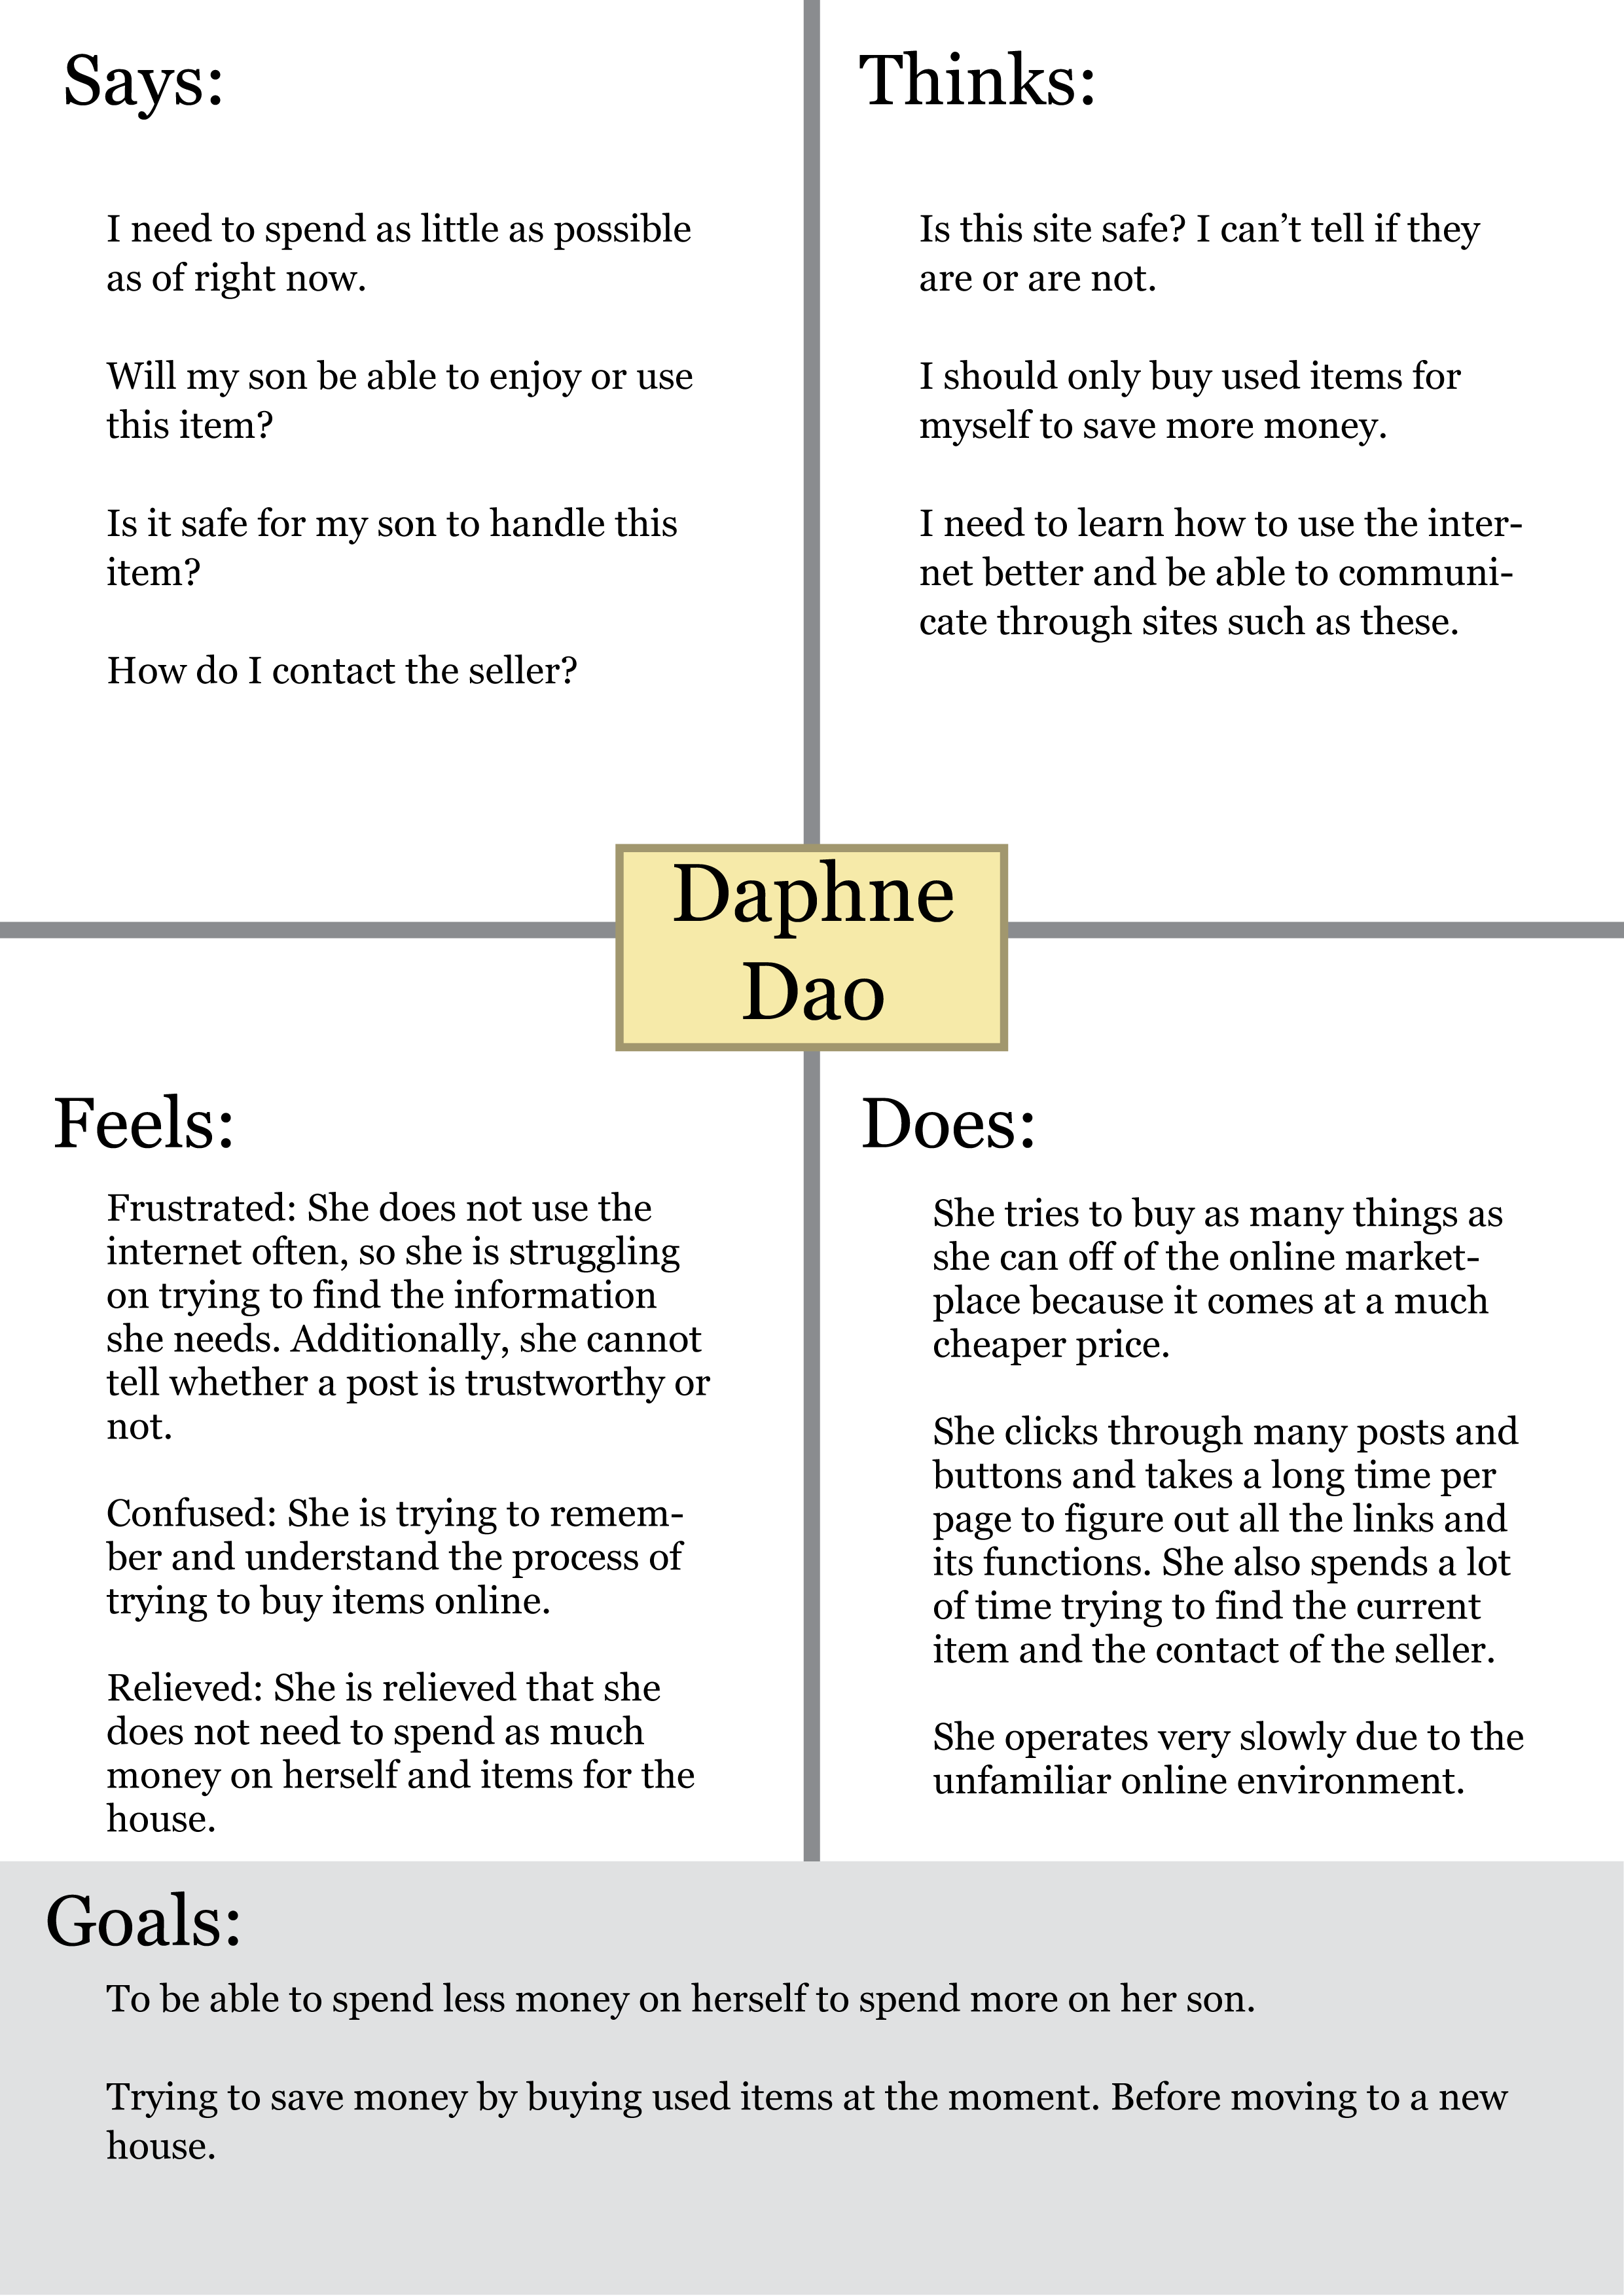 Says:
I need to spend as little as possible
as of right now.
Will my son be able to enjoy or use
this item?
Is it safe for my son to handle this
item?
How do I contact the seller?
Thinks:
Is this site safe? I can’t tell if they
are or are not.
I should only buy used items for
myself to save more money.
I need to learn how to use the inter-
net better and be able to communi-
cate through sites such as these.
Daphne
Dao
Feels:
Frustrated: She does not use the
internet often, so she is struggling
on trying to find the information
she needs. Additionally, she cannot
tell whether a post is trustworthy or
not.
Confused: She is trying to remem-
ber and understand the process of
trying to buy items online.
Relieved: She is relieved that she
does not need to spend as much
money on herself and items for the
house.
Does:
She tries to buy as many things as
she can off of the online market-
place because it comes at a much
cheaper price.
She clicks through many posts and
buttons and takes a long time per
page to figure out all the links and
its functions. She also spends a lot
of time trying to find the current
item and the contact of the seller.
She operates very slowly due to the
unfamiliar online environment.
Goals:
To be able to spend less money on herself to spend more on her son.
Trying to save money by buying used items at the moment. Before moving to a new
house.